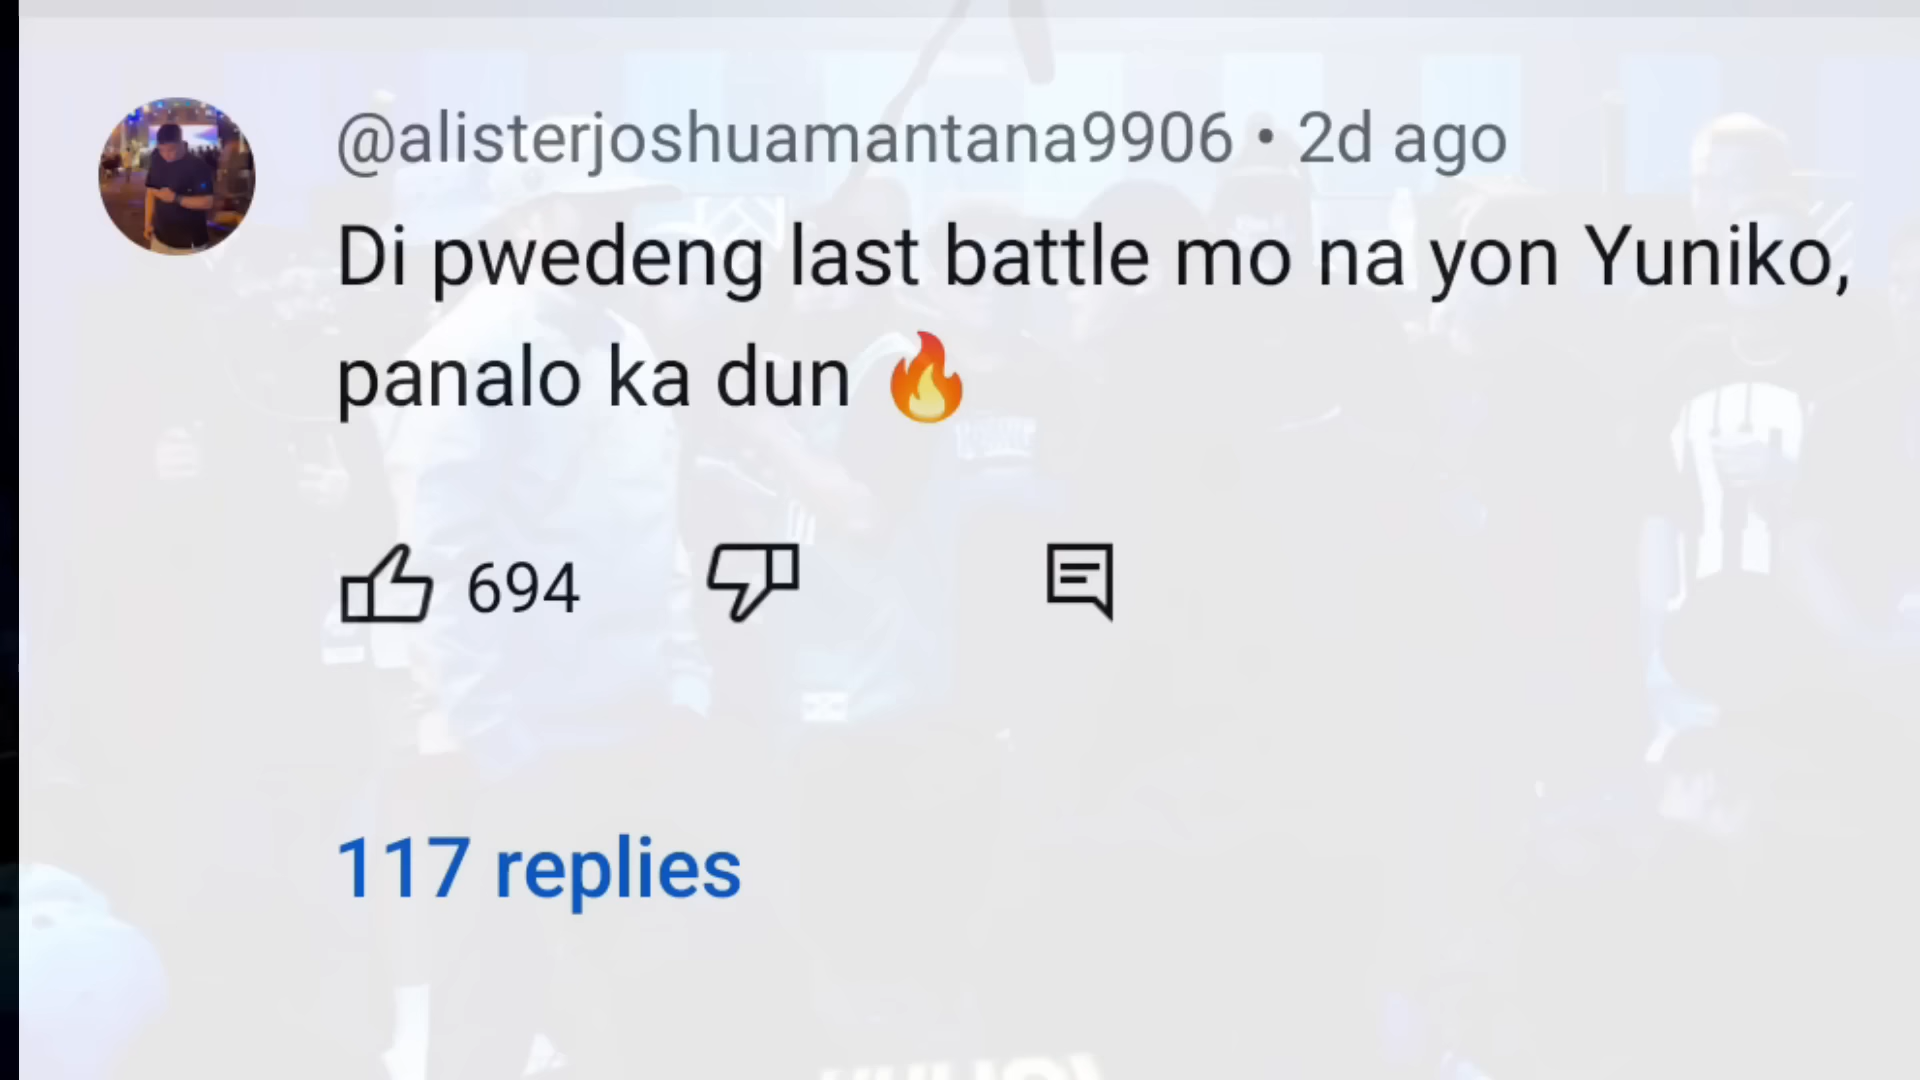 @alisterjoshuamantana9906 • 2d ago
Di pwedeng last battle mo na yon Yuniko,
panalo ka dun 🔥
694
117 replies